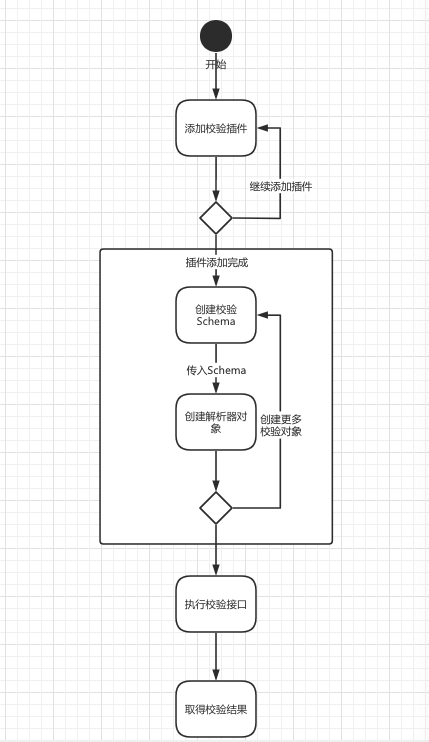 开始
添加校验插件
继续添加插件
插件添加完成
创建校验
Schema
传入Schema
创建解析器对
象
创建更多
校验对象
执行校验接口
取得校验结果